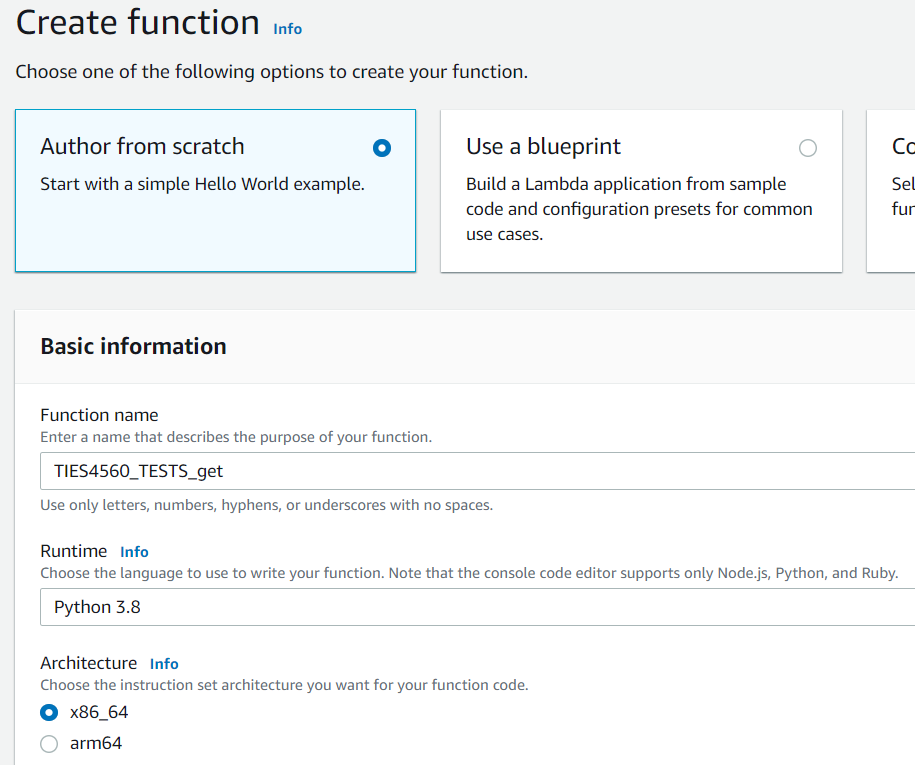 Create function Info
Choose one of the following options to create your function.
Author from scratch
Start with a simple Hello World example.
Use a blueprint
Build a Lambda application from sample
code and configuration presets for common
use cases.
Co
Sel
fun
Basic information
Function name
Enter a name that describes the purpose of your function.
TIES4560_TESTS_get
Use only letters, numbers, hyphens, or underscores with no spaces.
Runtime Info
Choose the language to use to write your function. Note that the console code editor supports only Node.js, Python, and Ruby.
Python 3.8
Architecture Info
Choose the instruction set architecture you want for your function code.
x86_64
arm64